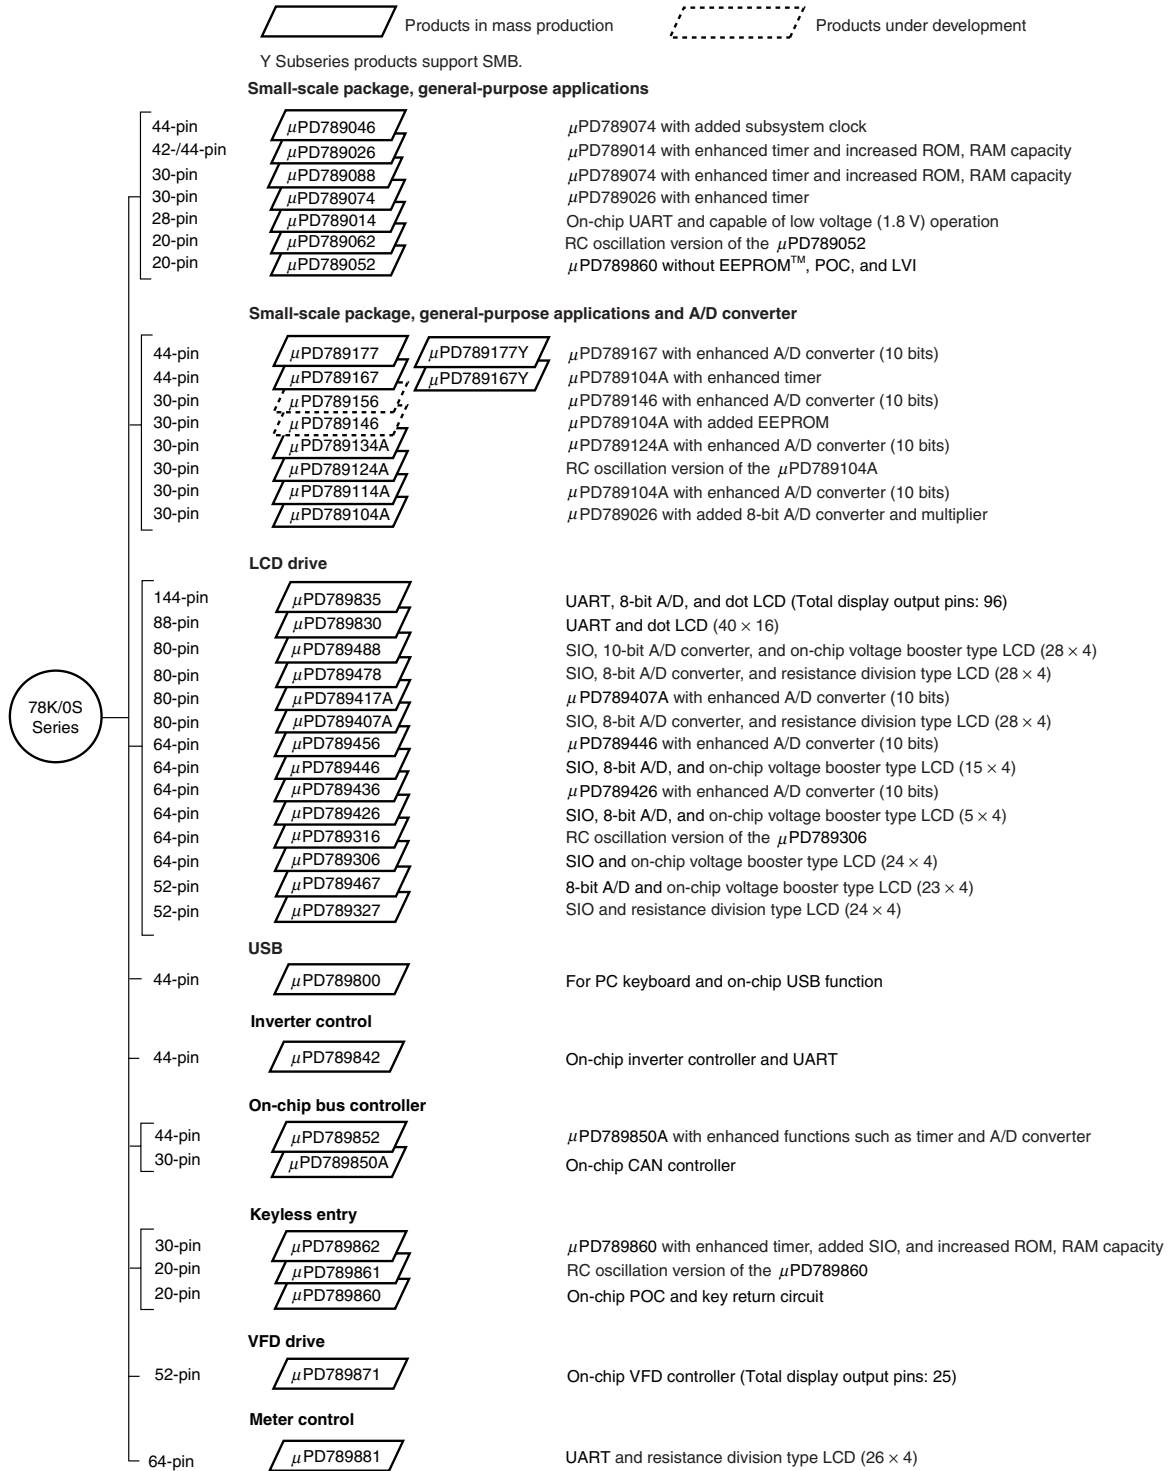 Products in mass production    Products under development
Y Subseries products support SMB.
Small-scale package, general-purpose applications
44-pin μPD789046 μPD789074 with added subsystem clock
42-/44-pin μPD789026 μPD789014 with enhanced timer and increased ROM, RAM capacity
30-pin μPD789088 μPD789074 with enhanced timer and increased ROM, RAM capacity
30-pin μPD789074 μPD789026 with enhanced timer
28-pin μPD789014 On-chip UART and capable of low voltage (1.8 V) operation
20-pin μPD789062 RC oscillation version of the μPD789052
20-pin μPD789052 μPD789860 without EEPROM™, POC, and LVI
Small-scale package, general-purpose applications and A/D converter
44-pin μPD789177 μPD789177Y μPD789167 with enhanced A/D converter (10 bits)
44-pin μPD789167 μPD789167Y μPD789104A with enhanced timer
30-pin μPD789156 μPD789146 with enhanced A/D converter (10 bits)
30-pin μPD789146 μPD789104A with added EEPROM
30-pin μPD789134A μPD789124A with enhanced A/D converter (10 bits)
30-pin μPD789124A RC oscillation version of the μPD789104A
30-pin μPD789114A μPD789104A with enhanced A/D converter (10 bits)
30-pin μPD789104A μPD789026 with added 8-bit A/D converter and multiplier
LCD drive
144-pin μPD789835 UART, 8-bit A/D, and dot LCD (Total display output pins: 96)
88-pin μPD789830 UART and dot LCD (40 × 16)
80-pin μPD789488 SIO, 10-bit A/D converter, and on-chip voltage booster type LCD (28 × 4)
80-pin μPD789478 SIO, 8-bit A/D converter, and resistance division type LCD (28 × 4)
80-pin μPD789417A μPD789407A with enhanced A/D converter (10 bits)
80-pin μPD789407A SIO, 8-bit A/D converter, and resistance division type LCD (28 × 4)
64-pin μPD789456 μPD789446 with enhanced A/D converter (10 bits)
64-pin μPD789446 SIO, 8-bit A/D, and on-chip voltage booster type LCD (15 × 4)
64-pin μPD789436 μPD789426 with enhanced A/D converter (10 bits)
64-pin μPD789426 SIO, 8-bit A/D, and on-chip voltage booster type LCD (5 × 4)
64-pin μPD789316 RC oscillation version of the μPD789306
64-pin μPD789306 SIO and on-chip voltage booster type LCD (24 × 4)
52-pin μPD789467 8-bit A/D and on-chip voltage booster type LCD (23 × 4)
52-pin μPD789327 SIO and resistance division type LCD (24 × 4)
78K/0S
Series
USB
44-pin μPD789800 For PC keyboard and on-chip USB function
Inverter control
44-pin μPD789842 On-chip inverter controller and UART
On-chip bus controller
44-pin μPD789852 μPD789850A with enhanced functions such as timer and A/D converter
30-pin μPD789850A On-chip CAN controller
Keyless entry
30-pin μPD789862 μPD789860 with enhanced timer, added SIO, and increased ROM, RAM capacity
20-pin μPD789861 RC oscillation version of the μPD789860
20-pin μPD789860 On-chip POC and key return circuit
VFD drive
52-pin μPD789871 On-chip VFD controller (Total display output pins: 25)
Meter control
64-pin μPD789881 UART and resistance division type LCD (26 × 4)